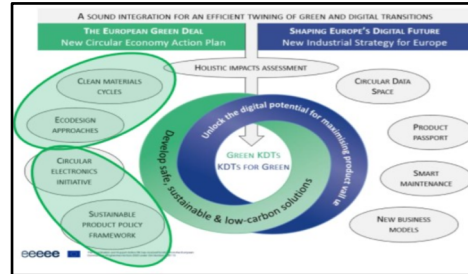 A SOUND INTEGRATION FOR AN EFFICIENT TWINING OF GREEN AND DIGITAL TRANSITIONS
THE EUROPEAN GREEN DEAL
New Circular Economy Action Plan
SHAPING EUROPE'S DIGITAL FUTURE
New Industrial Strategy for Europe
HOLISTIC IMPACTS ASSESSMENT
CLEAN MATERIALS
CYCLES
ECODESIGN
APPROACHES
CIRCULAR
ELECTRONICS
INITIATIVE
SUSTAINABLE
PRODUCT POLICY
FRAMEWORK
Develop safe, sustainable & low-carbon solutions
Unlock the digital potential for maximising product
GREEN KDTS
KDTS FOR GREEN
CIRCULAR DATA
SPACE
PRODUCT
PASSPORT
SMART
MAINTENANCE
NEW BUSINESS
MODELS